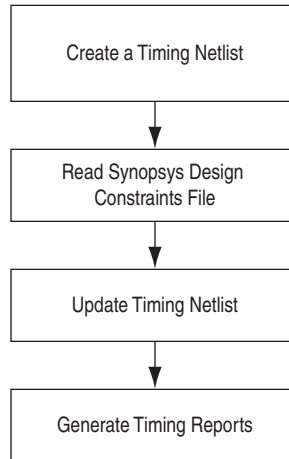 Create a Timing Netlist
Read Synopsys Design
Constraints File
Update Timing Netlist
Generate Timing Reports